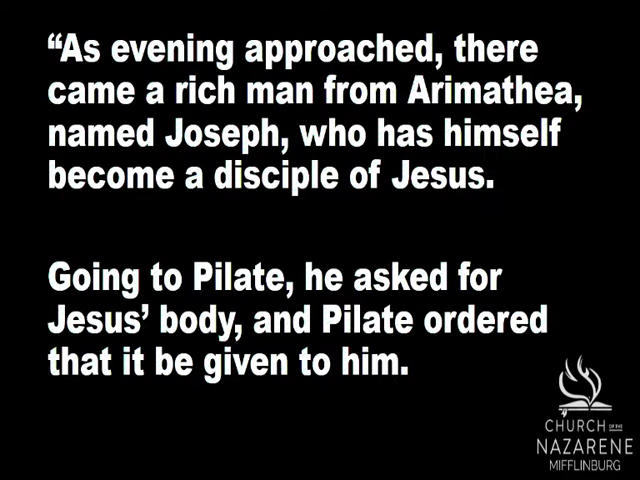 “As evening approached, there
came a rich man from Arimathea,
named Joseph, who has himself
become a disciple of Jesus.
Going to Pilate, he asked for
Jesus’ body, and Pilate ordered
that it be given to him.
CHURCH OF THE
NAZARENE
MIFFLINBURG